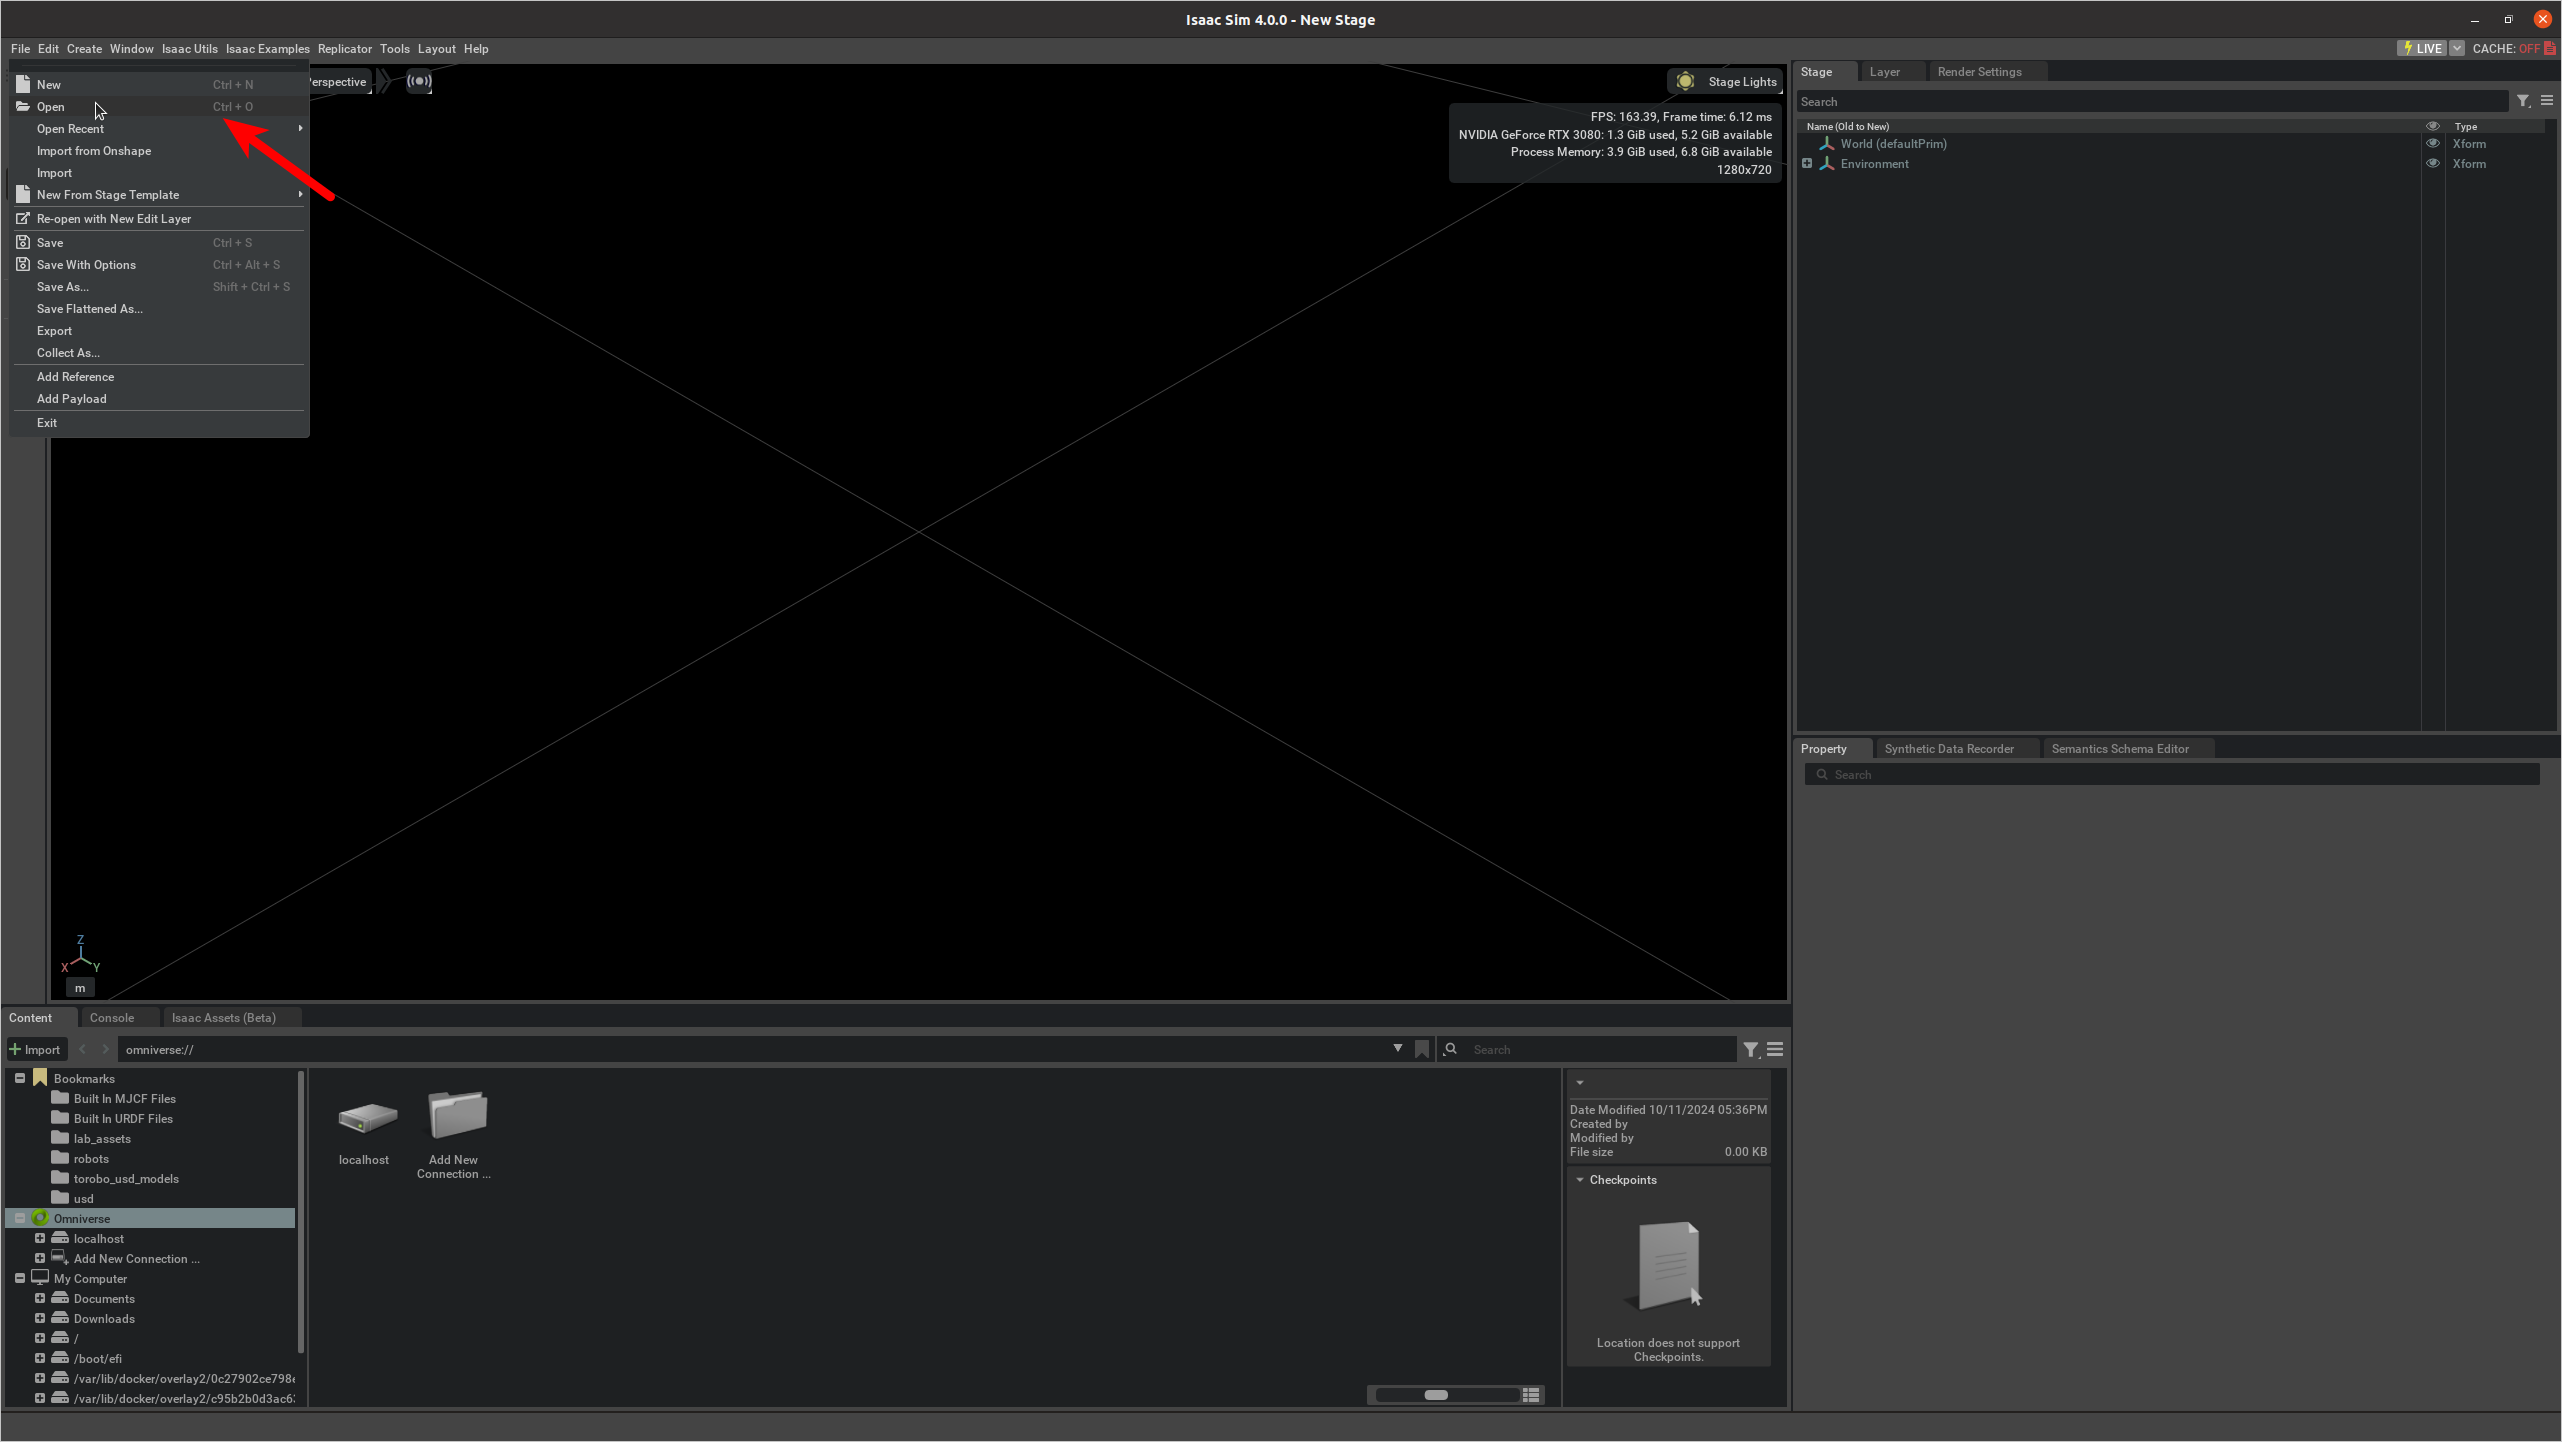 Isaac Sim 4.0.0 - New Stage
File Edit Create Window Isaac Utils Isaac Examples Replicator Tools Layout Help
LIVE CACHE: OFF
New Ctrl + N
Open Ctrl + O
Open Recent
Import from Onshape
Import
New From Stage Template
Re-open with New Edit Layer
Save Ctrl + S
Save With Options Ctrl + Alt + S
Save As... Shift + Ctrl + S
Save Flattened As...
Export
Collect As...
Add Reference
Add Payload
Exit
erspective
Stage Lights
FPS: 163.39, Frame time: 6.12 ms
NVIDIA GeForce RTX 3080: 1.3 GiB used, 5.2 GiB available
Process Memory: 3.9 GiB used, 6.8 GiB available
1280x720
Z
X Y
m
Stage Layer Render Settings
Search
Name (Old to New) Type
World (defaultPrim) Xform
Environment Xform
Property Synthetic Data Recorder Semantics Schema Editor
Search
Content Console Isaac Assets (Beta)
Import omniverse:// Search
Bookmarks
Built In MJCF Files
Built In URDF Files
lab_assets
robots
torobo_usd_models
usd
Omniverse
localhost
Add New Connection ...
My Computer
Documents
Downloads
/
/boot/efi
/var/lib/docker/overlay2/0c27902ce798
/var/lib/docker/overlay2/c95b2b0d3ac6
localhost
Add New
Connection ...
Date Modified 10/11/2024 05:36PM
Created by
Modified by
File size 0.00 KB
Checkpoints
Location does not support
Checkpoints.